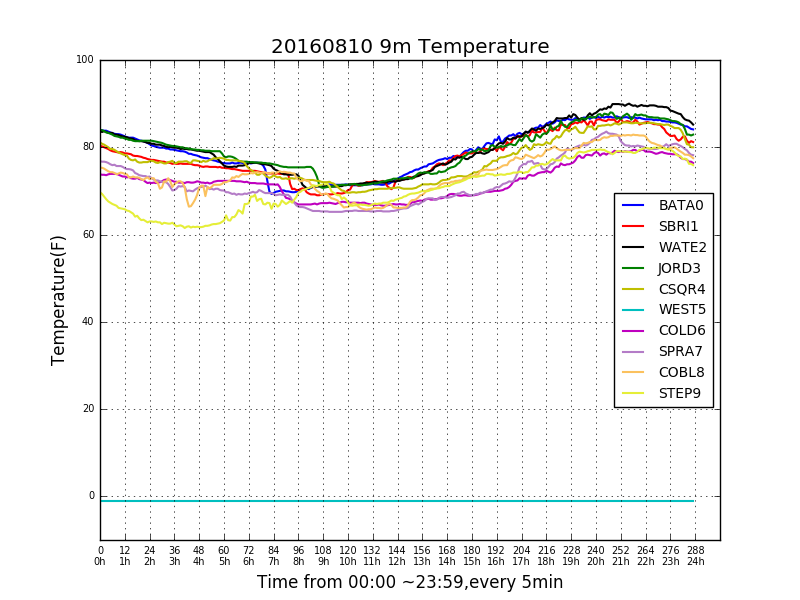 20160810 9m Temperature
Temperature(F)
100
80
60
40
20
0
BATA0
SBRI1
WATE2
JORD3
CSQR4
WEST5
COLD6
SPRA7
COBL8
STEP9
0 12 24 36 48 60 72 84 96 108 120 132 144 156 168 180 192 204 216 228 240 252 264 276 288
0h 1h 2h 3h 4h 5h 6h 7h 8h 9h 10h 11h 12h 13h 14h 15h 16h 17h 18h 19h 20h 21h 22h 23h 24h
Time from 00:00 ~23:59,every 5min